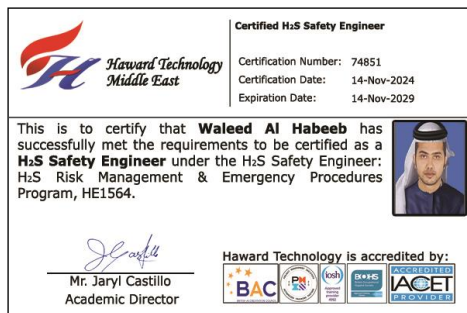 Haward Technology
Middle East
Certified H₂S Safety Engineer
Certification Number: 74851
Certification Date: 14-Nov-2024
Expiration Date: 14-Nov-2029
This is to certify that Waleed Al Habeeb has
successfully met the requirements to be certified as a
H₂S Safety Engineer under the H₂S Safety Engineer:
H₂S Risk Management & Emergency Procedures
Program, HE1564.
Mr. Jaryl Castillo
Academic Director
Haward Technology is accredited by:
BAC
iosh
ACCREDITED
IACET
PROVIDER